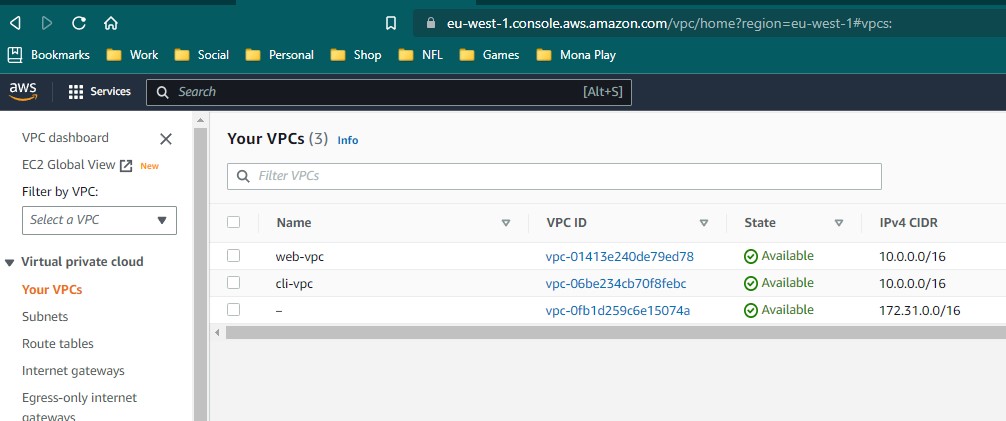 eu-west-1.console.aws.amazon.com/vpc/home?region=eu-west-1#vpcs:
Bookmarks Work Social Personal Shop NFL Games Mona Play
aws Services Search [Alt+S]
VPC dashboard
EC2 Global View New
Filter by VPC:
Select a VPC
Virtual private cloud
Your VPCs
Subnets
Route tables
Internet gateways
Egress-only internet
gateways
Your VPCs (3) Info
Filter VPCs
Name VPC ID State IPv4 CIDR
web-vpc vpc-01413e240de79ed78 Available 10.0.0.0/16
cli-vpc vpc-06be234cb70f8febc Available 10.0.0.0/16
– vpc-0fb1d259c6e15074a Available 172.31.0.0/16